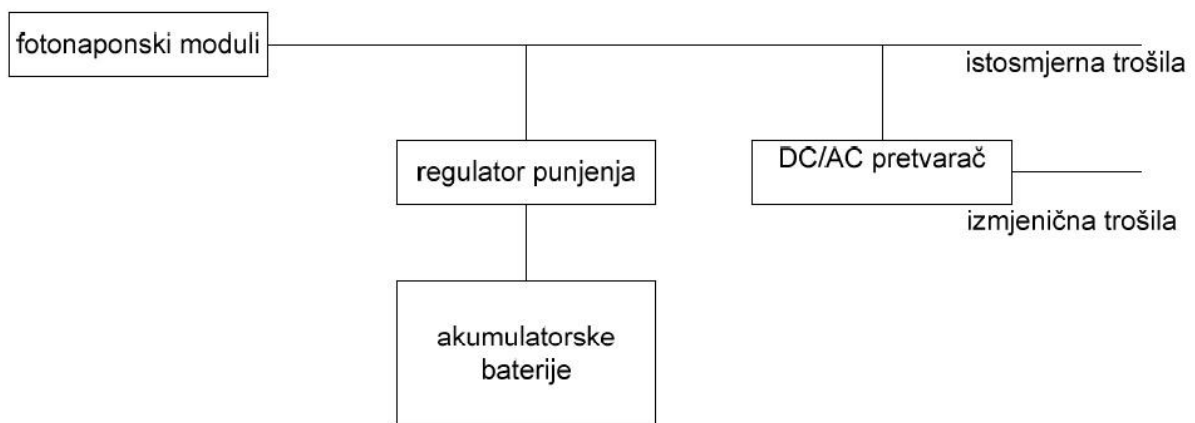 fotonaponski moduli
istosmjerna trošila
regulator punjenja
DC/AC pretvarač
izmjenična trošila
akumulatorske
baterije